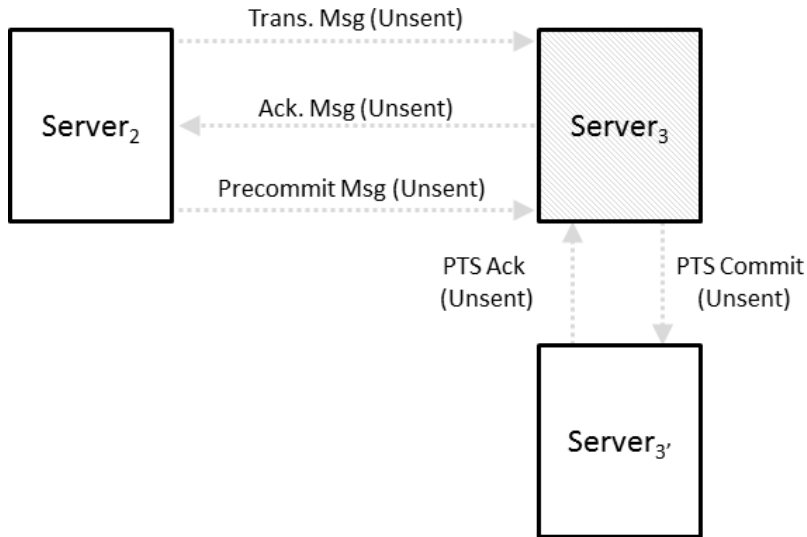 Trans. Msg (Unsent)
Server₂
Ack. Msg (Unsent)
Server₃
Precommit Msg (Unsent)
PTS Ack
(Unsent)
PTS Commit
(Unsent)
Server₃'